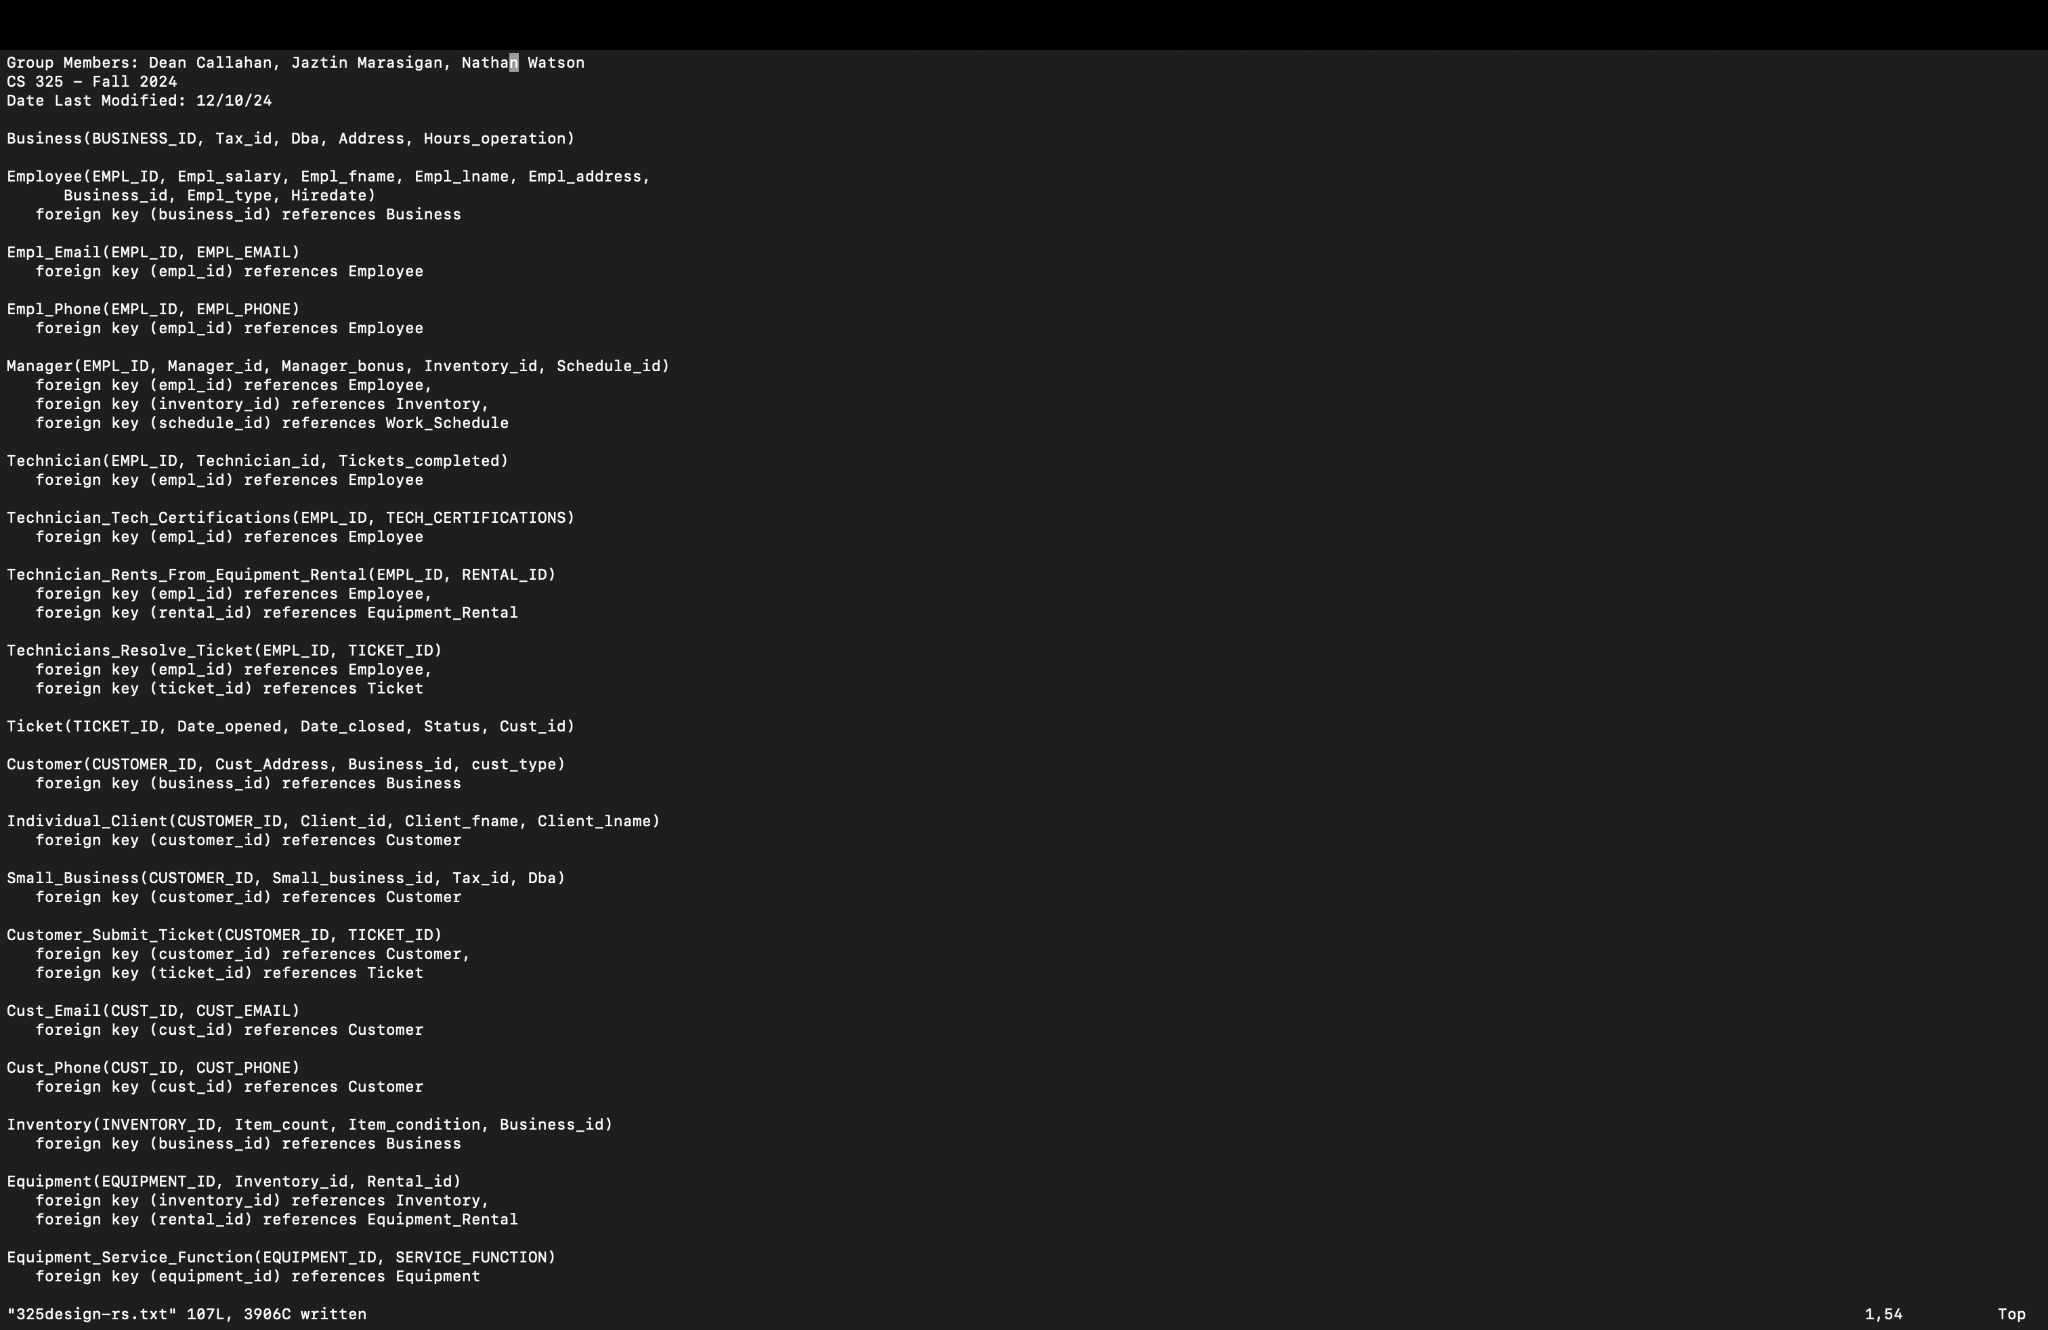 Group Members: Dean Callahan, Jaztin Marasigan, Nathan Watson
CS 325 - Fall 2024
Date Last Modified: 12/10/24
Business(BUSINESS_ID, Tax_id, Dba, Address, Hours_operation)
Employee(EMPL_ID, Empl_salary, Empl_fname, Empl_lname, Empl_address,
Business_id, Empl_type, Hiredate)
foreign key (business_id) references Business
Empl_Email(EMPL_ID, EMPL_EMAIL)
foreign key (empl_id) references Employee
Empl_Phone(EMPL_ID, EMPL_PHONE)
foreign key (empl_id) references Employee
Manager(EMPL_ID, Manager_id, Manager_bonus, Inventory_id, Schedule_id)
foreign key (empl_id) references Employee,
foreign key (inventory_id) references Inventory,
foreign key (schedule_id) references Work_Schedule
Technician(EMPL_ID, Technician_id, Tickets_completed)
foreign key (empl_id) references Employee
Technician_Tech_Certifications(EMPL_ID, TECH_CERTIFICATIONS)
foreign key (empl_id) references Employee
Technician_Rents_From_Equipment_Rental(EMPL_ID, RENTAL_ID)
foreign key (empl_id) references Employee,
foreign key (rental_id) references Equipment_Rental
Technicians_Resolve_Ticket(EMPL_ID, TICKET_ID)
foreign key (empl_id) references Employee,
foreign key (ticket_id) references Ticket
Ticket(TICKET_ID, Date_opened, Date_closed, Status, Cust_id)
Customer(CUSTOMER_ID, Cust_Address, Business_id, cust_type)
foreign key (business_id) references Business
Individual_Client(CUSTOMER_ID, Client_id, Client_fname, Client_lname)
foreign key (customer_id) references Customer
Small_Business(CUSTOMER_ID, Small_business_id, Tax_id, Dba)
foreign key (customer_id) references Customer
Customer_Submit_Ticket(CUSTOMER_ID, TICKET_ID)
foreign key (customer_id) references Customer,
foreign key (ticket_id) references Ticket
Cust_Email(CUST_ID, CUST_EMAIL)
foreign key (cust_id) references Customer
Cust_Phone(CUST_ID, CUST_PHONE)
foreign key (cust_id) references Customer
Inventory(INVENTORY_ID, Item_count, Item_condition, Business_id)
foreign key (business_id) references Business
Equipment(EQUIPMENT_ID, Inventory_id, Rental_id)
foreign key (inventory_id) references Inventory,
foreign key (rental_id) references Equipment_Rental
Equipment_Service_Function(EQUIPMENT_ID, SERVICE_FUNCTION)
foreign key (equipment_id) references Equipment
"325design-rs.txt" 107L, 3906C written 1,54 Top